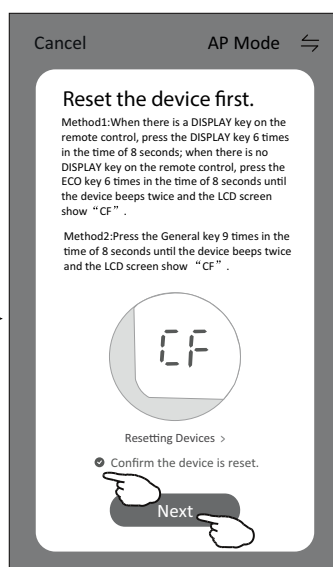 Cancel AP Mode
Reset the device first.
Method1:When there is a DISPLAY key on the
remote control, press the DISPLAY key 6 times
in the time of 8 seconds; when there is no
DISPLAY key on the remote control, press the
ECO key 6 times in the time of 8 seconds until
the device beeps twice and the LCD screen
show “CF”.
Method2:Press the General key 9 times in the
time of 8 seconds until the device beeps twice
and the LCD screen show “CF”.
CF
Resetting Devices >
Confirm the device is reset.
Next